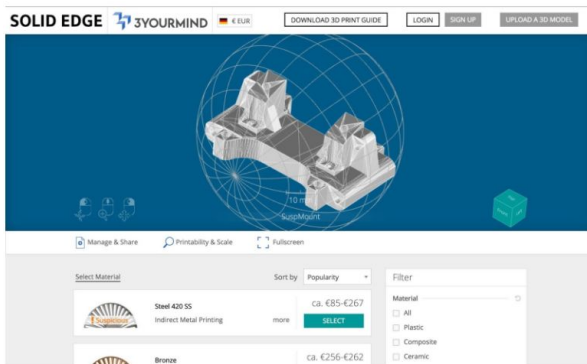 SOLID EDGE 3YOURMIND € EUR DOWNLOAD 3D PRINT GUIDE LOGIN SIGN UP UPLOAD A 3D MODEL
10 mm
SuspMount
Manage & Share Printability & Scale Fullscreen
Select Material Sort by Popularity Filter
Material
Steel 420 SS ca. €85-€267
Indirect Metal Printing more SELECT
All
Plastic
Composite
Bronze ca. €256-€262
Ceramic